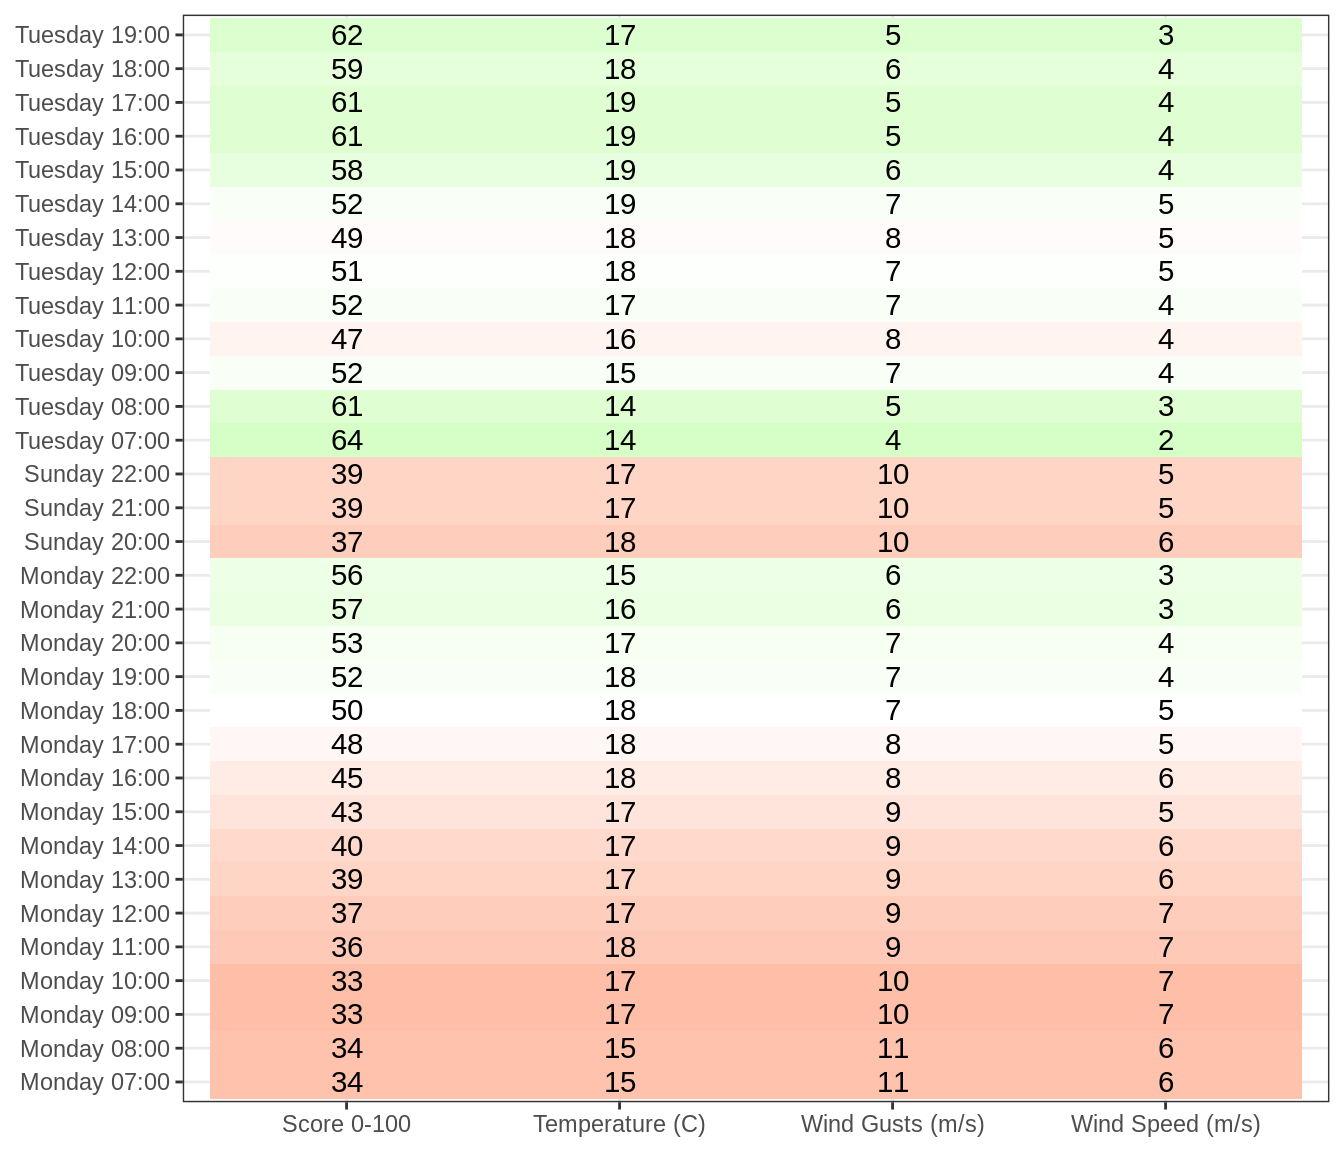 Tuesday 19:00 62 17 5 3
Tuesday 18:00 59 18 6 4
Tuesday 17:00 61 19 5 4
Tuesday 16:00 61 19 5 4
Tuesday 15:00 58 19 6 4
Tuesday 14:00 52 19 7 5
Tuesday 13:00 49 18 8 5
Tuesday 12:00 51 18 7 5
Tuesday 11:00 52 17 7 4
Tuesday 10:00 47 16 8 4
Tuesday 09:00 52 15 7 4
Tuesday 08:00 61 14 5 3
Tuesday 07:00 64 14 4 2
Sunday 22:00 39 17 10 5
Sunday 21:00 39 17 10 5
Sunday 20:00 37 18 10 6
Monday 22:00 56 15 6 3
Monday 21:00 57 16 6 3
Monday 20:00 53 17 7 4
Monday 19:00 52 18 7 4
Monday 18:00 50 18 7 5
Monday 17:00 48 18 8 5
Monday 16:00 45 18 8 6
Monday 15:00 43 17 9 5
Monday 14:00 40 17 9 6
Monday 13:00 39 17 9 6
Monday 12:00 37 17 9 7
Monday 11:00 36 18 9 7
Monday 10:00 33 17 10 7
Monday 09:00 33 17 10 7
Monday 08:00 34 15 11 6
Monday 07:00 34 15 11 6
Score 0-100 Temperature (C) Wind Gusts (m/s) Wind Speed (m/s)